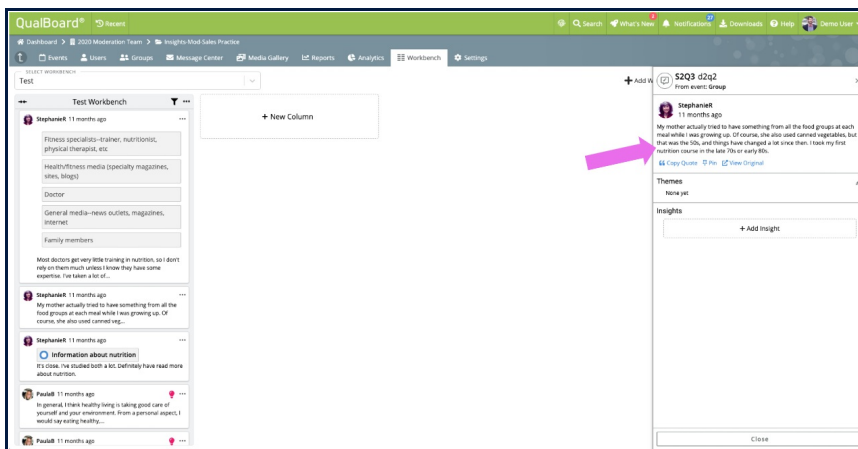 QualBoard® Recent Search What's New 2 Notifications 27 Downloads Help Demo User
Dashboard > 2020 Moderation Team > Insights-Mod-Sales Practice
Events Users Groups Message Center Media Gallery Reports Analytics Workbench Settings
SELECT WORKBENCH
Test
+ Add W
Test Workbench
StephanieR 11 months ago
Fitness specialists--trainer, nutritionist,
physical therapist, etc
Health/fitness media (specialty magazines,
sites, blogs)
Doctor
General media--news outlets, magazines,
internet
Family members
Most doctors get very little training in nutrition, so I don't
rely on them much unless I know they have some
expertise. I've taken a lot of...
StephanieR 11 months ago
My mother actually tried to have something from all the
food groups at each meal while I was growing up. Of
course, she also used canned veg...
StephanieR 11 months ago
Information about nutrition
It's close. I've studied both a lot. Definitely have read more
about nutrition.
PaulaB 11 months ago
In general, I think healthy living is taking good care of
yourself and your environment. From a personal aspect, I
would say eating healthy,...
PaulaB 11 months ago
+ New Column
S2Q3 d2q2
From event: Group
StephanieR
11 months ago
My mother actually tried to have something from all the food groups at each
meal while I was growing up. Of course, she also used canned vegetables, but
that was the 50s, and things have changed a lot since then. I took my first
nutrition course in the late 70s or early 80s.
Copy Quote Pin View Original
Themes
None yet
Insights
+ Add Insight
Close